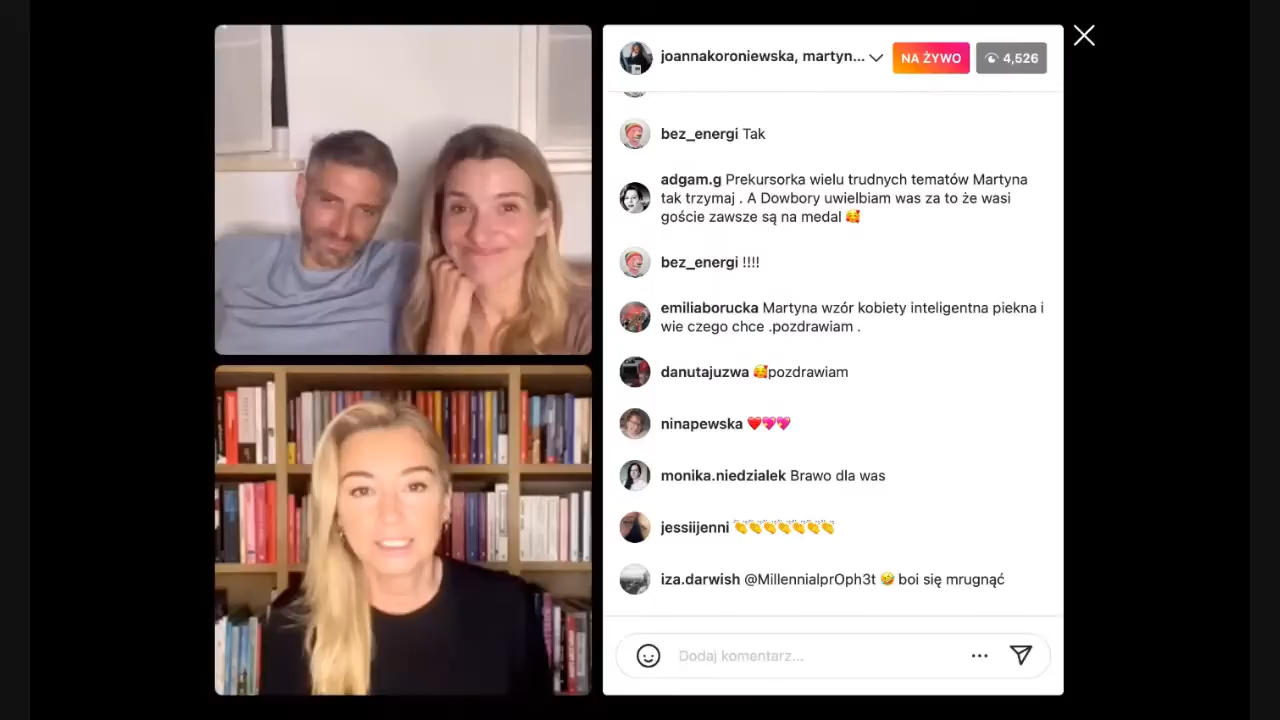 joannakoroniewska, martyn...
NA ŻYWO
4,526
bez_energi Tak
adgam.g Prekursorka wielu trudnych tematów Martyna
tak trzymaj . A Dowbory uwielbiam was za to że wasi
goście zawsze są na medal 🥰
bez_energi !!!!
emiliaborucka Martyna wzór kobiety inteligentna piekna i
wie czego chce .pozdrawiam .
danutajuzwa 🥰pozdrawiam
ninapewska ❤️💖💖
monika.niedzialek Brawo dla was
jessiijenni 👏👏👏👏👏👏👏
iza.darwish @MillennialprOph3t 🤣 boi się mrugnąć
Dodaj komentarz...